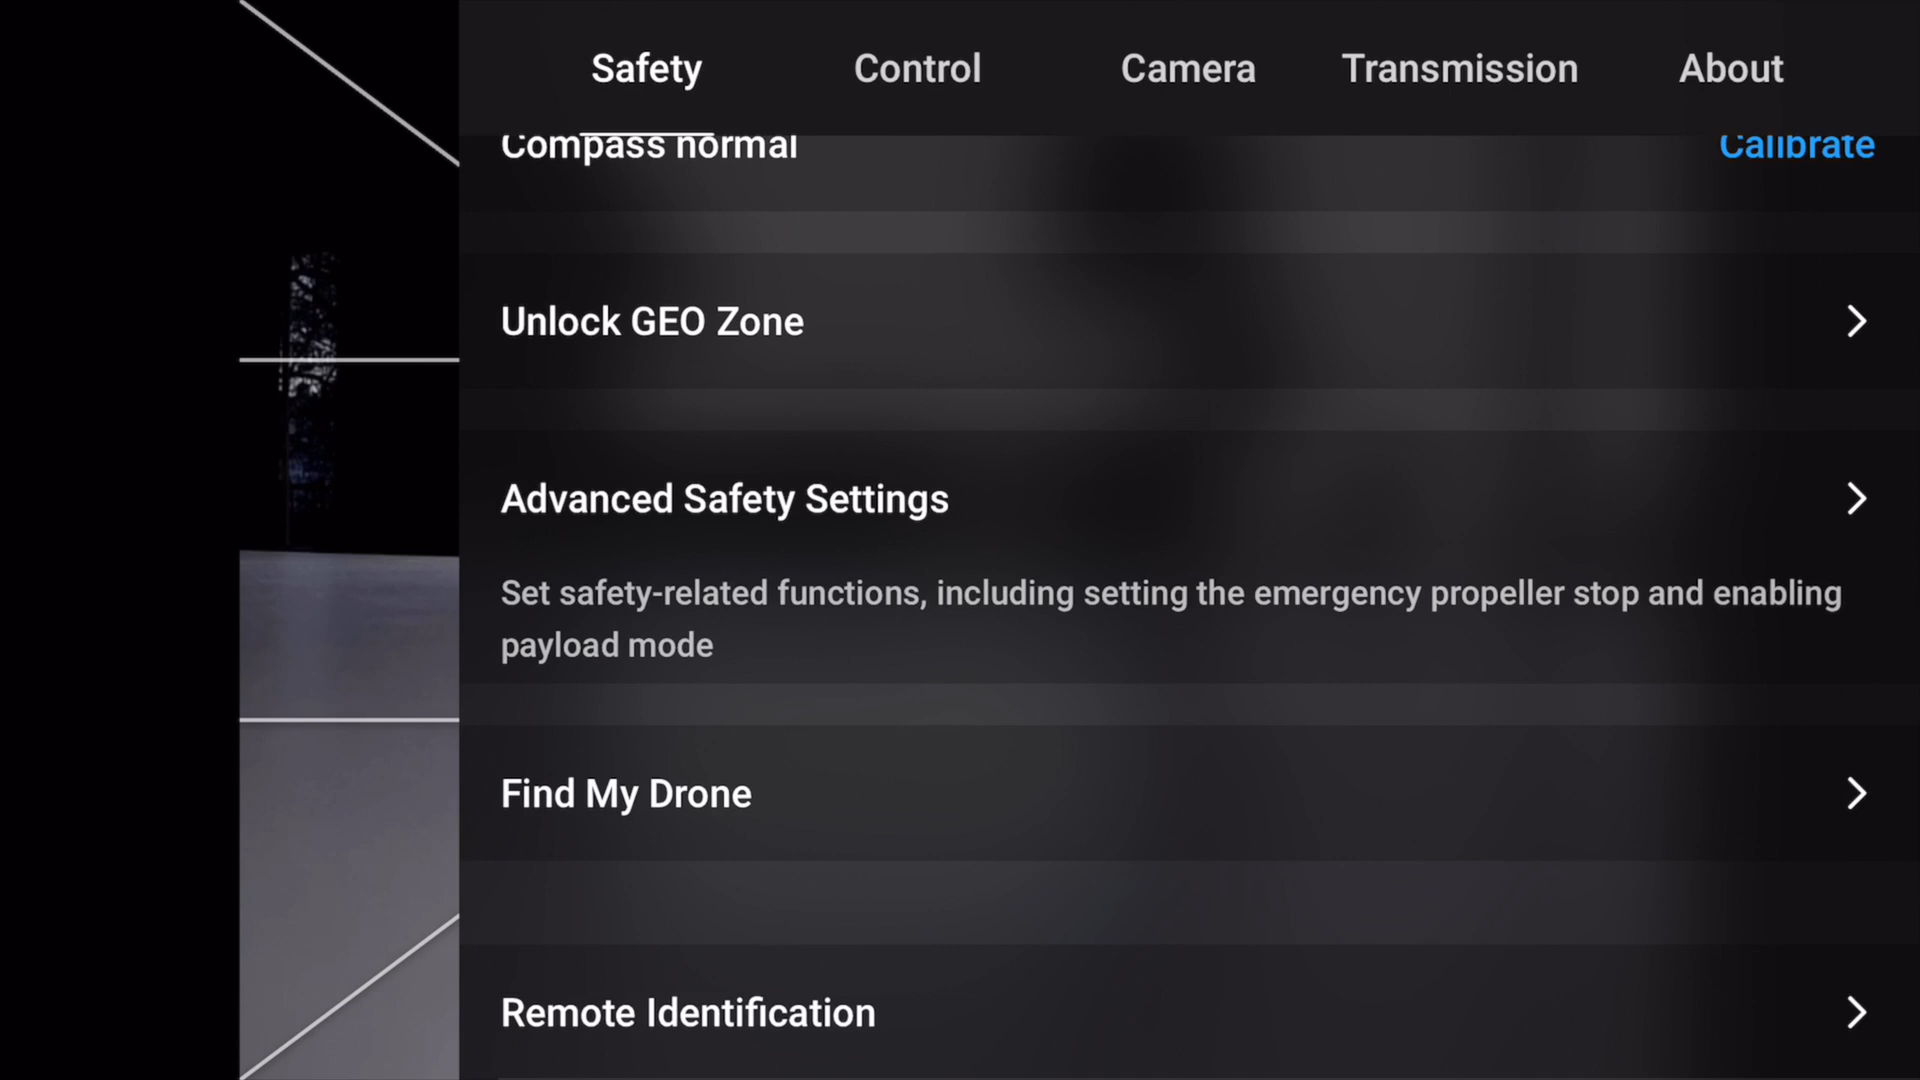 Safety Control Camera Transmission About
Compass normal Calibrate
Unlock GEO Zone
Advanced Safety Settings
Set safety-related functions, including setting the emergency propeller stop and enabling
payload mode
Find My Drone
Remote Identification